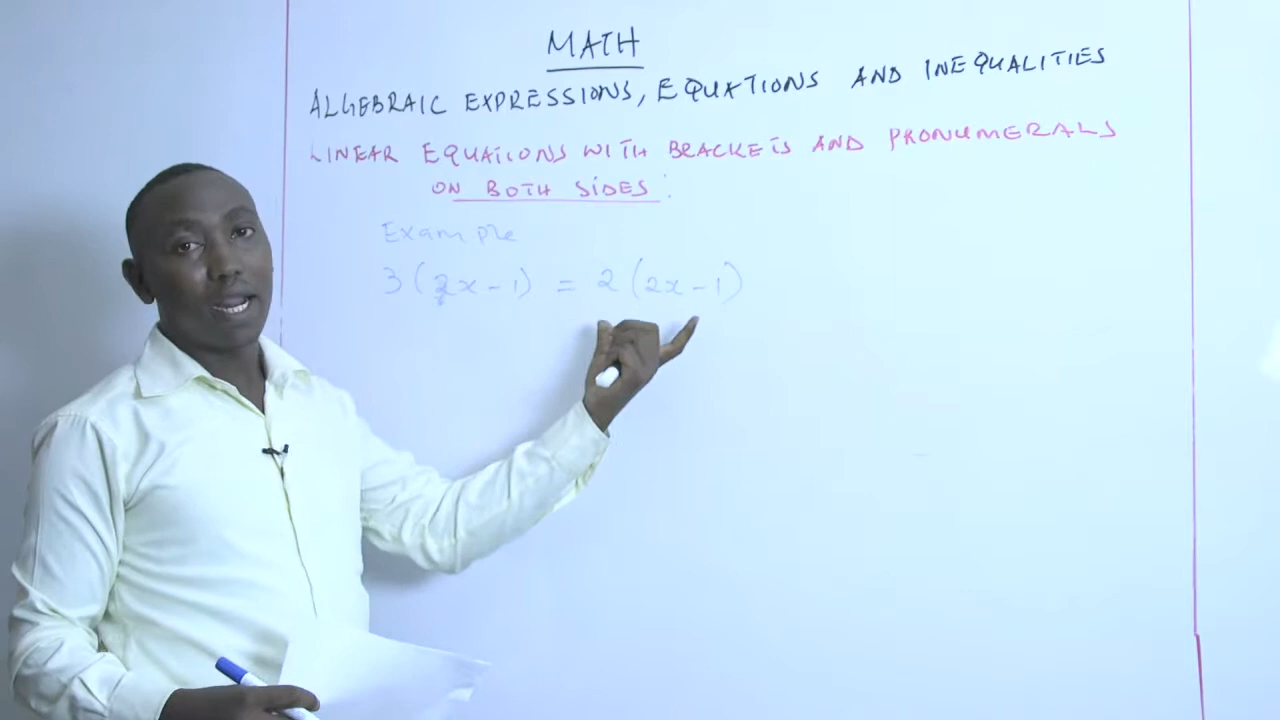 MATH
ALGEBRAIC EXPRESSIONS, EQUATIONS AND INEQUALITIES
LINEAR EQUATIONS WITH BRACKETS AND PRONUMERALS
ON BOTH SIDES:
Example
3(2x-1) = 2(2x-1)